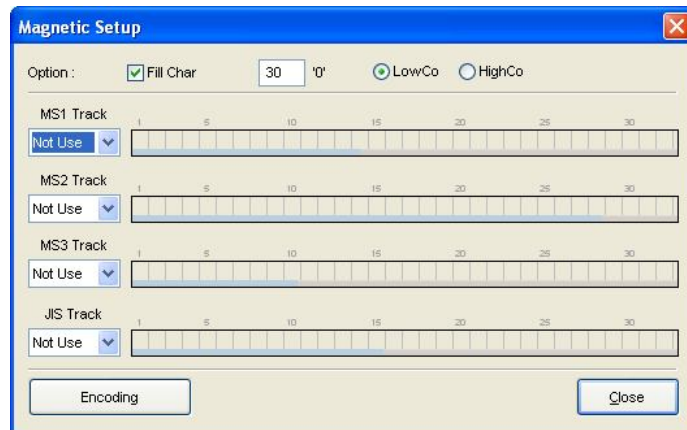 Magnetic Setup
Option : Fill Char 30 '0' LowCo HighCo
MS1 Track
1 5 10 15 20 25 30
Not Use
MS2 Track
1 5 10 15 20 25 30
Not Use
MS3 Track
1 5 10 15 20 25 30
Not Use
JIS Track
1 5 10 15 20 25 30
Not Use
Encoding Close